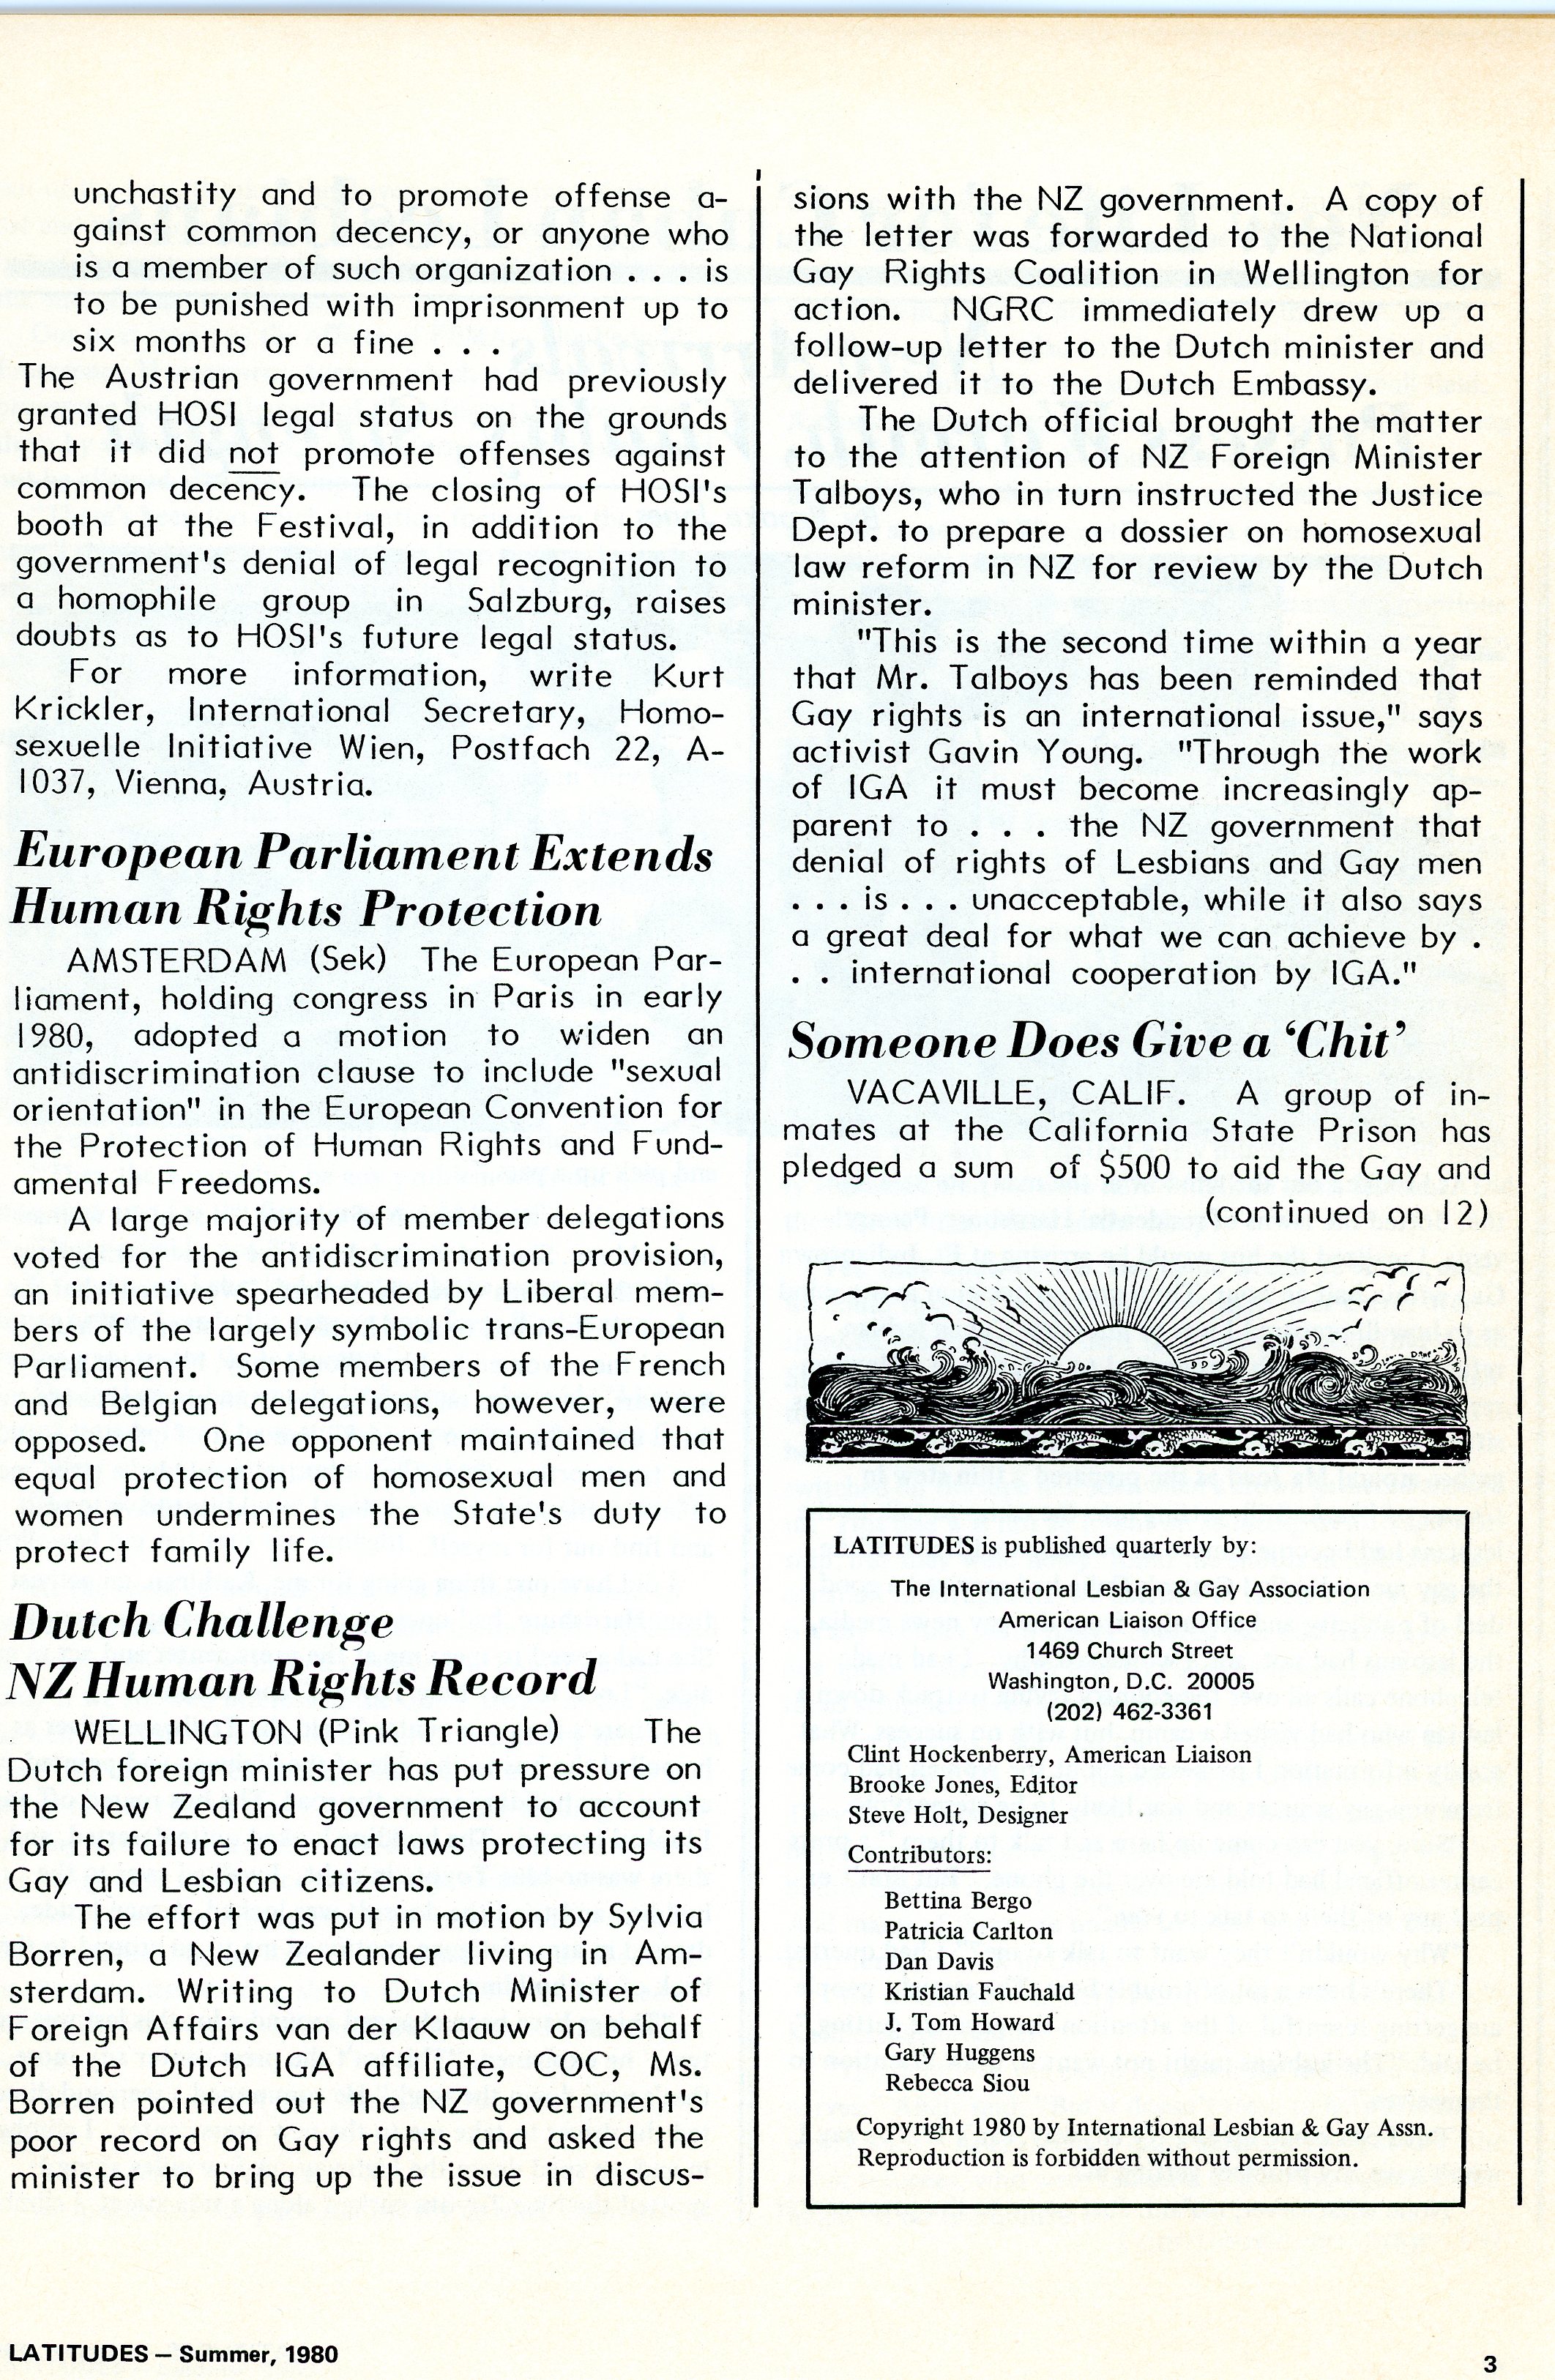 unchastity and to promote offense a-
gainst common decency, or anyone who
is a member of such organization . . . is
to be punished with imprisonment up to
six months or a fine . . .
The Austrian government had previously
granted HOSI legal status on the grounds
that it did not promote offenses against
common decency. The closing of HOSI's
booth at the Festival, in addition to the
government's denial of legal recognition to
a homophile group in Salzburg, raises
doubts as to HOSI's future legal status.
For more information, write Kurt
Krickler, International Secretary, Homo-
sexuelle Initiative Wien, Postfach 22, A-
1037, Vienna, Austria.
European Parliament Extends
Human Rights Protection
AMSTERDAM (Sek) The European Par-
liament, holding congress in Paris in early
1980, adopted a motion to widen an
antidiscrimination clause to include "sexual
orientation" in the European Convention for
the Protection of Human Rights and Fund-
amental Freedoms.
A large majority of member delegations
voted for the antidiscrimination provision,
an initiative spearheaded by Liberal mem-
bers of the largely symbolic trans-European
Parliament. Some members of the French
and Belgian delegations, however, were
opposed. One opponent maintained that
equal protection of homosexual men and
women undermines the State's duty to
protect family life.
Dutch Challenge
NZ Human Rights Record
WELLINGTON (Pink Triangle) The
Dutch foreign minister has put pressure on
the New Zealand government to account
for its failure to enact laws protecting its
Gay and Lesbian citizens.
The effort was put in motion by Sylvia
Borren, a New Zealander living in Am-
sterdam. Writing to Dutch Minister of
Foreign Affairs van der Klaauw on behalf
of the Dutch IGA affiliate, COC, Ms.
Borren pointed out the NZ government's
poor record on Gay rights and asked the
minister to bring up the issue in discus-
sions with the NZ government. A copy of
the letter was forwarded to the National
Gay Rights Coalition in Wellington for
action. NGRC immediately drew up a
follow-up letter to the Dutch minister and
delivered it to the Dutch Embassy.
The Dutch official brought the matter
to the attention of NZ Foreign Minister
Talboys, who in turn instructed the Justice
Dept. to prepare a dossier on homosexual
law reform in NZ for review by the Dutch
minister.
"This is the second time within a year
that Mr. Talboys has been reminded that
Gay rights is an international issue," says
activist Gavin Young. "Through the work
of IGA it must become increasingly ap-
parent to . . . the NZ government that
denial of rights of Lesbians and Gay men
. . . is . . . unacceptable, while it also says
a great deal for what we can achieve by .
. . international cooperation by IGA."
Someone Does Give a ‘Chit’
VACAVILLE, CALIF. A group of in-
mates at the California State Prison has
pledged a sum of $500 to aid the Gay and
(continued on 12)
LATITUDES is published quarterly by:
The International Lesbian & Gay Association
American Liaison Office
1469 Church Street
Washington, D.C. 20005
(202) 462-3361
Clint Hockenberry, American Liaison
Brooke Jones, Editor
Steve Holt, Designer
Contributors:
Bettina Bergo
Patricia Carlton
Dan Davis
Kristian Fauchald
J. Tom Howard
Gary Huggens
Rebecca Siou
Copyright 1980 by International Lesbian & Gay Assn.
Reproduction is forbidden without permission.
LATITUDES — Summer, 1980
3